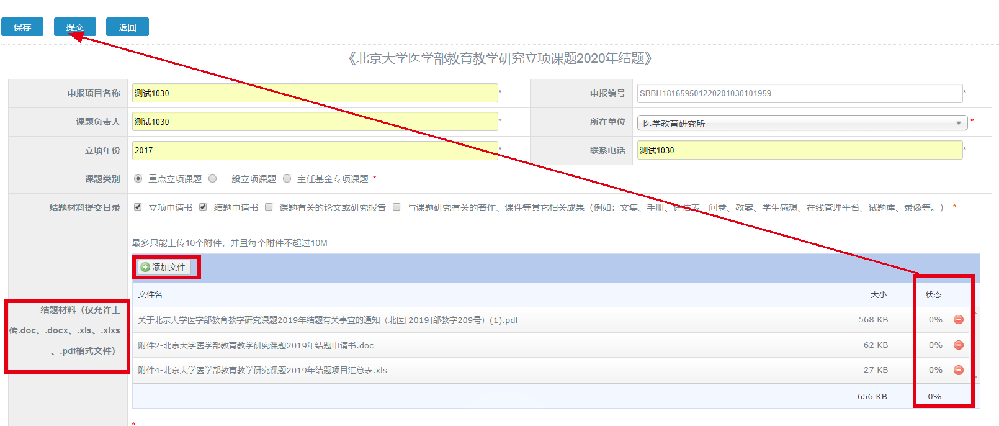 保存 提交 返回
《北京大学医学部教育教学研究立项课题2020年结题》
申报项目名称 测试1030 * 申报编号 SBBH181659501220201030101959 *
课题负责人 测试1030 * 所在单位 医学教育研究所 *
立项年份 2017 * 联系电话 测试1030 *
课题类别 重点立项课题 一般立项课题 主任基金专项课题 *
结题材料提交目录 立项申请书 结题申请书 课题有关的论文或研究报告 与课题研究有关的著作、课件等其它相关成果（例如：文集、手册、评估表、问卷、教案、学生感想、在线管理平台、试题库、录像等。） *
最多只能上传10个附件，并且每个附件不超过10M
添加文件
文件名 大小 状态
结题材料（仅允许上
传.doc、.docx、.xls、.xlxs
、.pdf格式文件）
关于北京大学医学部教育教学研究课题2019年结题有关事宜的通知（北医[2019]部教字209号）(1).pdf 568 KB 0%
附件2-北京大学医学部教育教学研究课题2019年结题申请书.doc 62 KB 0%
附件4-北京大学医学部教育教学研究课题2019年结题项目汇总表.xls 27 KB 0%
656 KB 0%
*